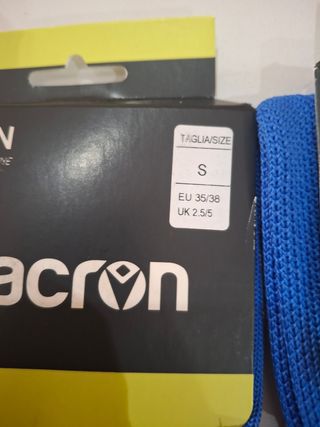 N
TAGLIA/SIZE
S
EU 35/38
UK 2.5/5
acron